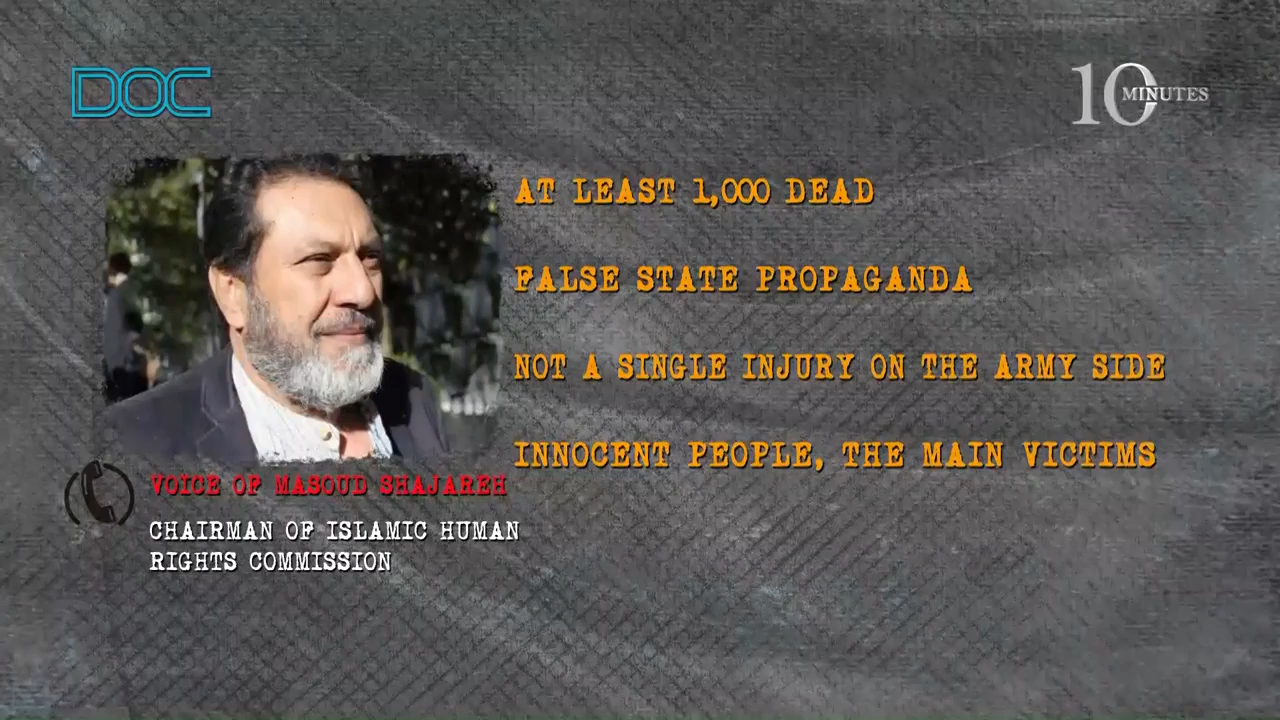 DOC
10 MINUTES
AT LEAST 1,000 DEAD
FALSE STATE PROPAGANDA
NOT A SINGLE INJURY ON THE ARMY SIDE
INNOCENT PEOPLE, THE MAIN VICTIMS
VOICE OF MASOUD SHAJAREH
CHAIRMAN OF ISLAMIC HUMAN
RIGHTS COMMISSION